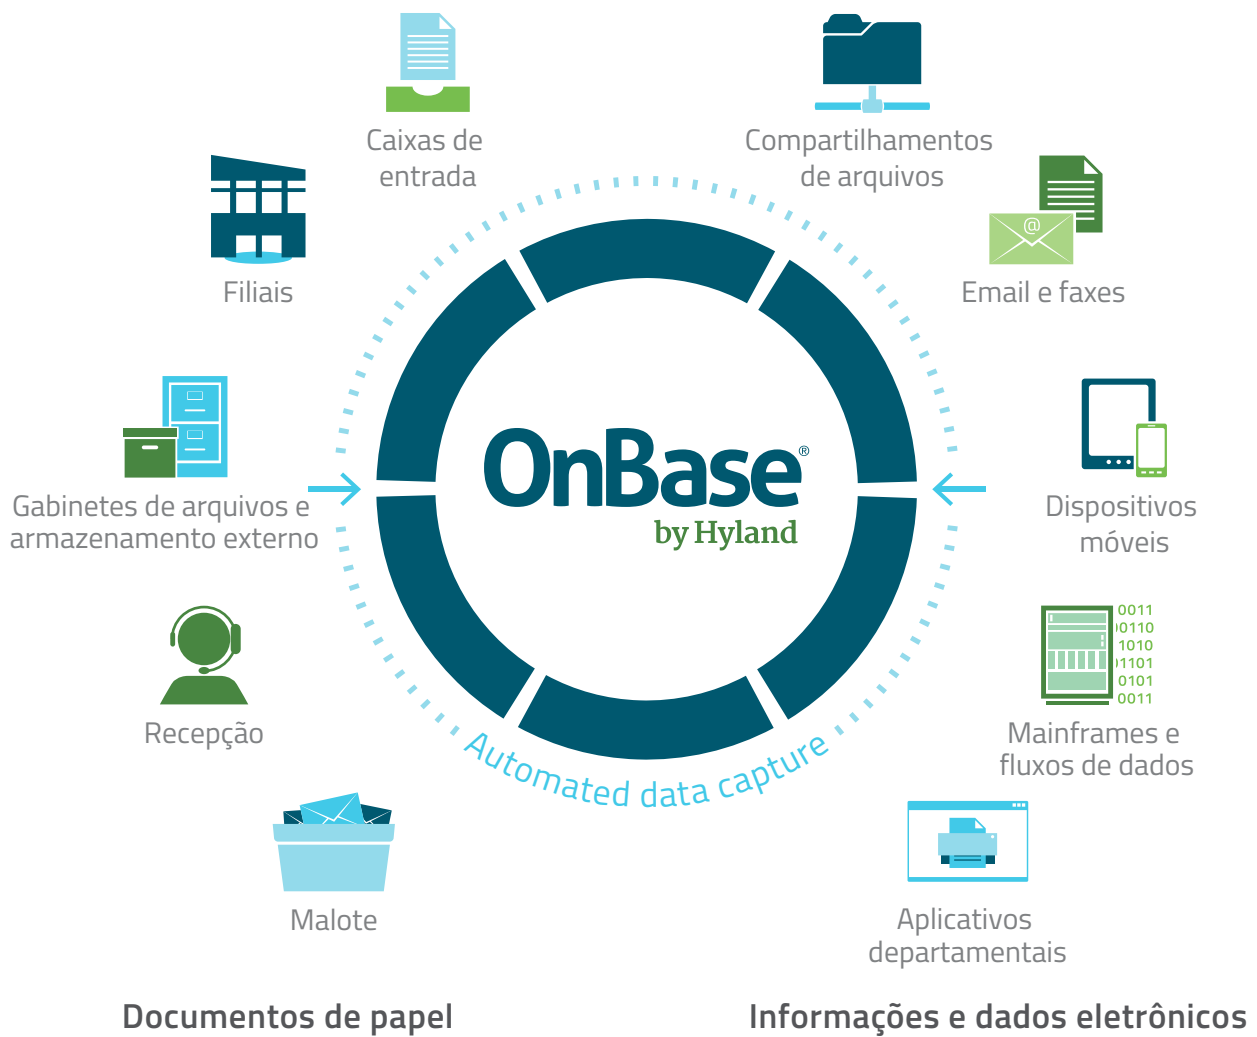 Caixas de
entrada
Compartilhamentos
de arquivos
Filiais
@
Email e faxes
Gabinetes de arquivos e
armazenamento externo
OnBase®
by Hyland
Dispositivos
móveis
Recepção
0011
00110
1010
01101
0101
0011
Mainframes e
fluxos de dados
Automated data capture
Malote
Aplicativos
departamentais
Documentos de papel
Informações e dados eletrônicos